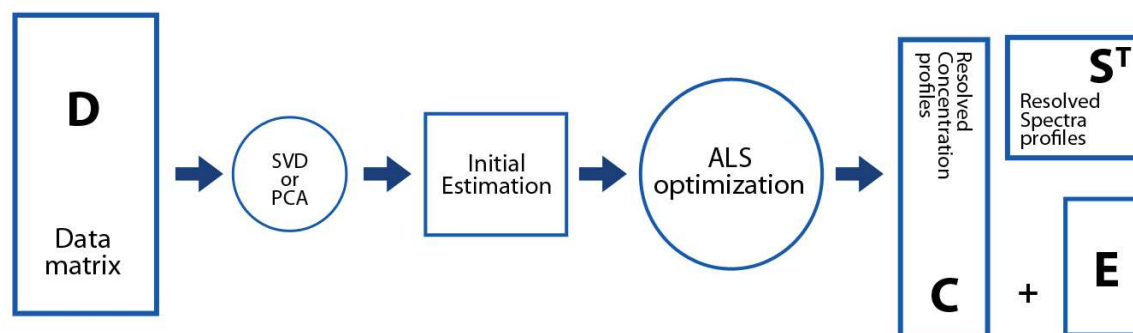 D
Data
matrix
SVD
or
PCA
Initial
Estimation
ALS
optimization
Resolved
Concentration
profiles
C
S^T
Resolved
Spectra
profiles
+
E